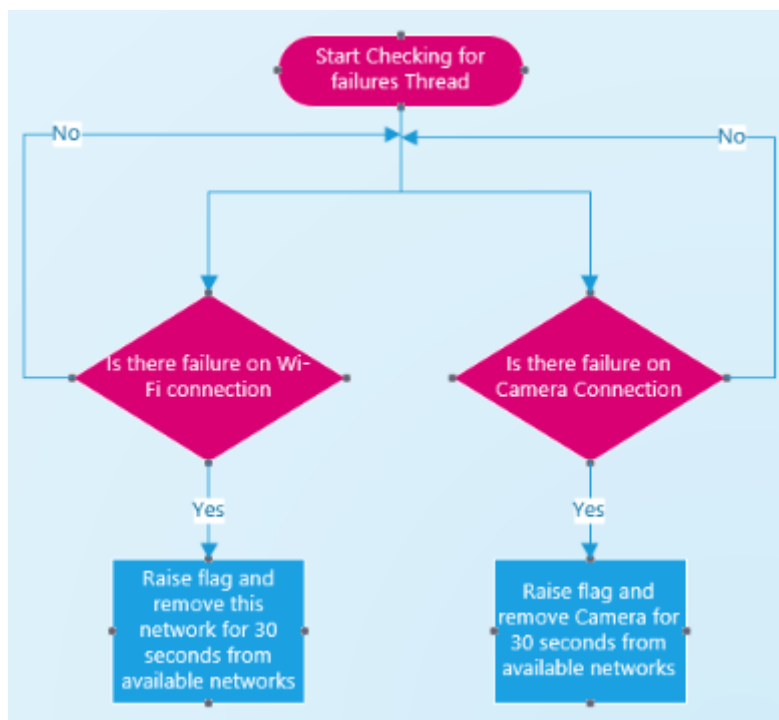 Start Checking for
failures Thread
No
No
Is there failure on Wi-
Fi connection
Is there failure on
Camera Connection
Yes
Yes
Raise flag and
remove this
network for 30
seconds from
available networks
Raise flag and
remove Camera for
30 seconds from
available networks